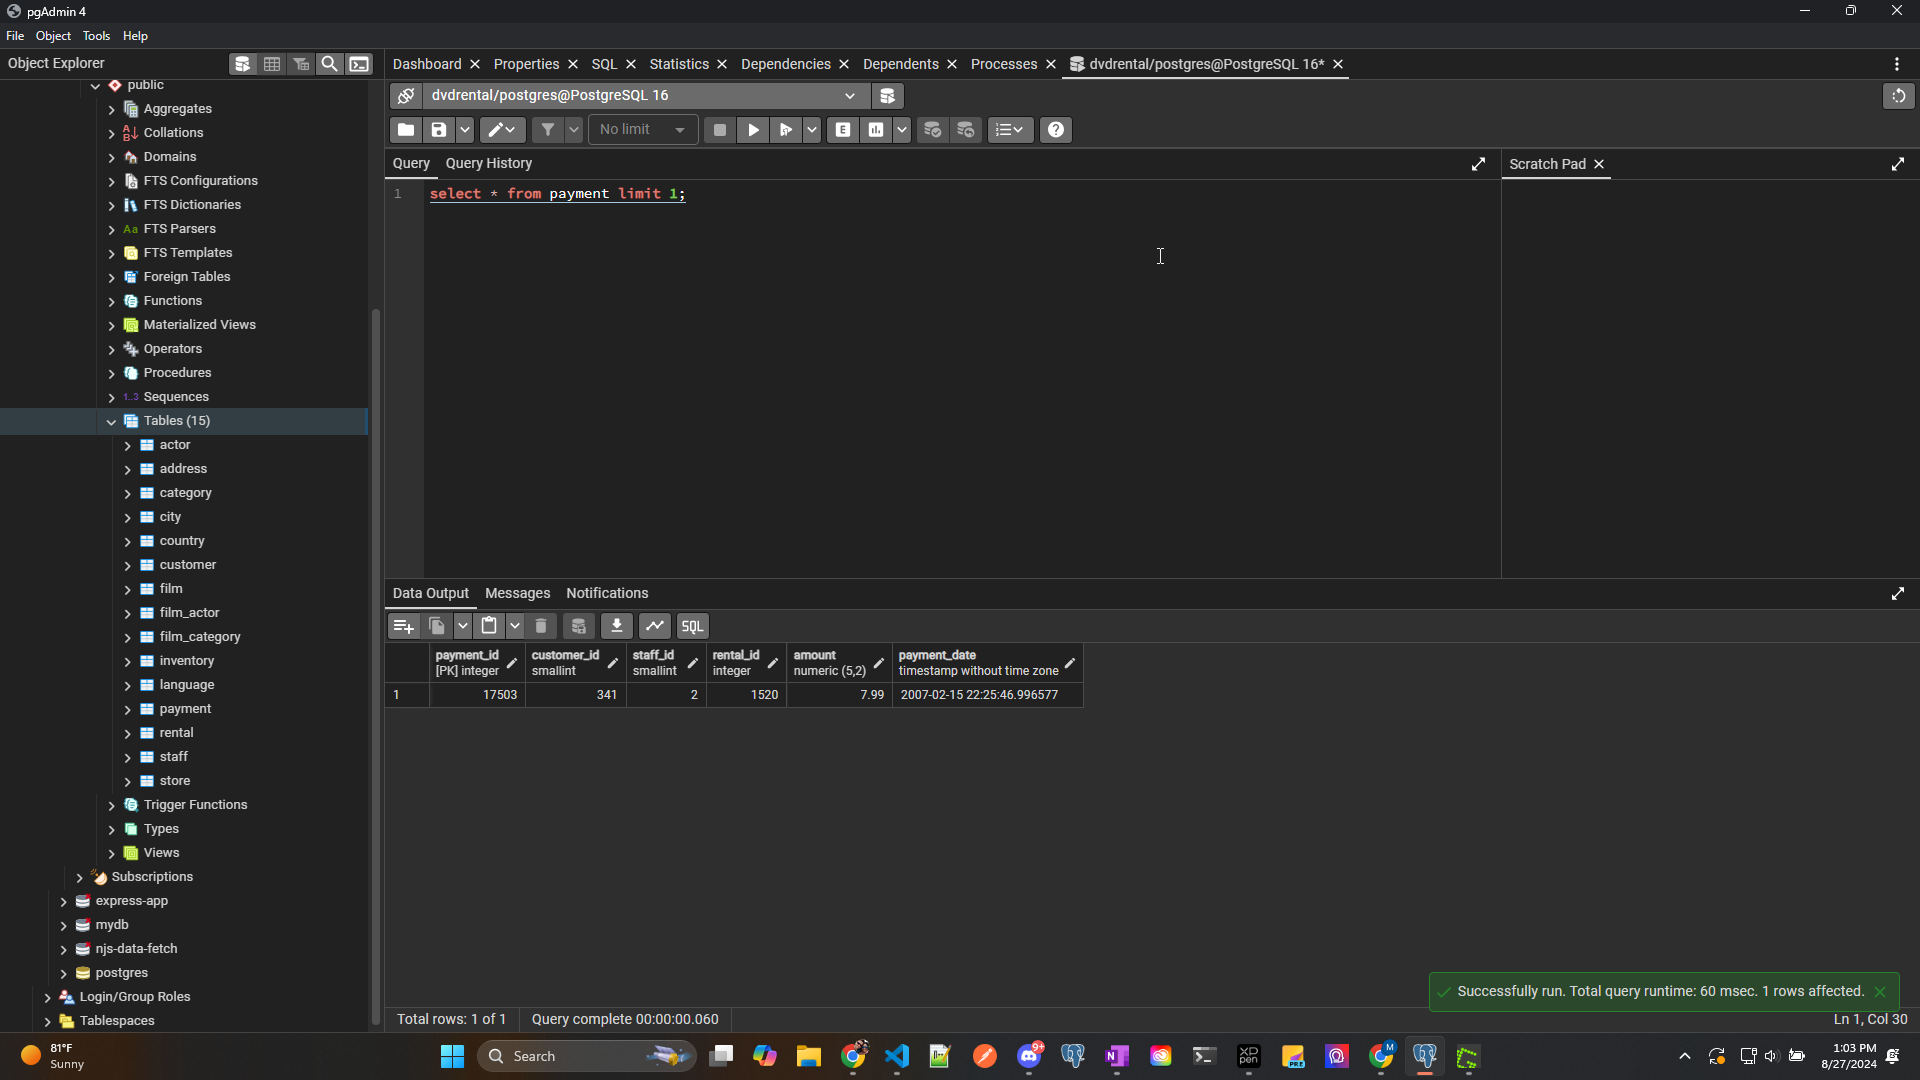 pgAdmin 4
File Object Tools Help
Object Explorer
public
Aggregates
Collations
Domains
FTS Configurations
FTS Dictionaries
Aa FTS Parsers
FTS Templates
Foreign Tables
Functions
Materialized Views
Operators
Procedures
1..3 Sequences
Tables (15)
actor
address
category
city
country
customer
film
film_actor
film_category
inventory
language
payment
rental
staff
store
Trigger Functions
Types
Views
Subscriptions
express-app
mydb
njs-data-fetch
postgres
Login/Group Roles
Tablespaces
Dashboard Properties SQL Statistics Dependencies Dependents Processes dvdrental/postgres@PostgreSQL 16*
dvdrental/postgres@PostgreSQL 16
No limit E
Query Query History
Scratch Pad
1 select * from payment limit 1;
Data Output Messages Notifications
SQL
payment_id customer_id staff_id rental_id amount payment_date
[PK] integer smallint smallint integer numeric (5,2) timestamp without time zone
1 17503 341 2 1520 7.99 2007-02-15 22:25:46.996577
Successfully run. Total query runtime: 60 msec. 1 rows affected.
Total rows: 1 of 1 Query complete 00:00:00.060
Ln 1, Col 30
81°F
Sunny
Search
9+
XP
PEN
PRE
M
1:03 PM
8/27/2024